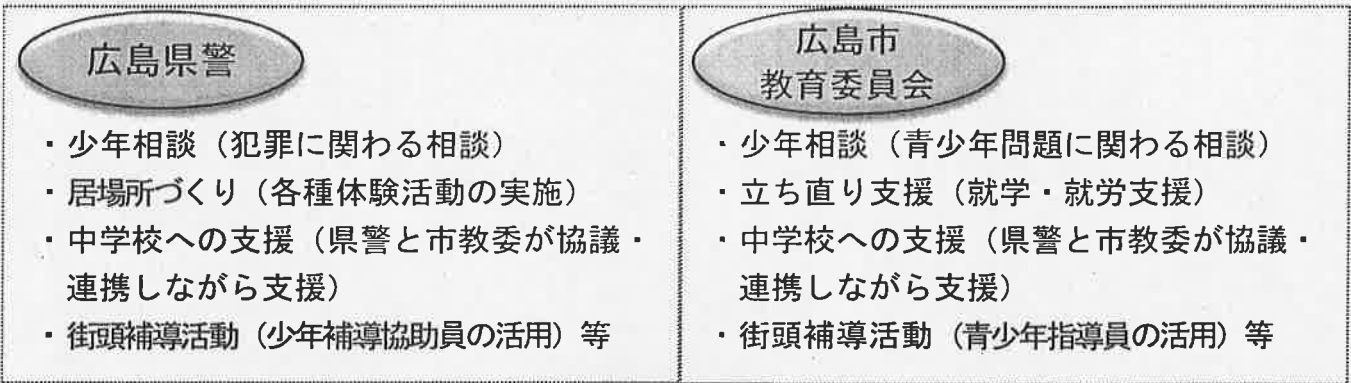 広島県警
・少年相談（犯罪に関わる相談）
・居場所づくり（各種体験活動の実施）
・中学校への支援（県警と市教委が協議・
連携しながら支援）
・街頭補導活動（少年補導協助員の活用）等
広島市
教育委員会
・少年相談（青少年問題に関わる相談）
・立ち直り支援（就学・就労支援）
・中学校への支援（県警と市教委が協議・
連携しながら支援）
・街頭補導活動（青少年指導員の活用）等